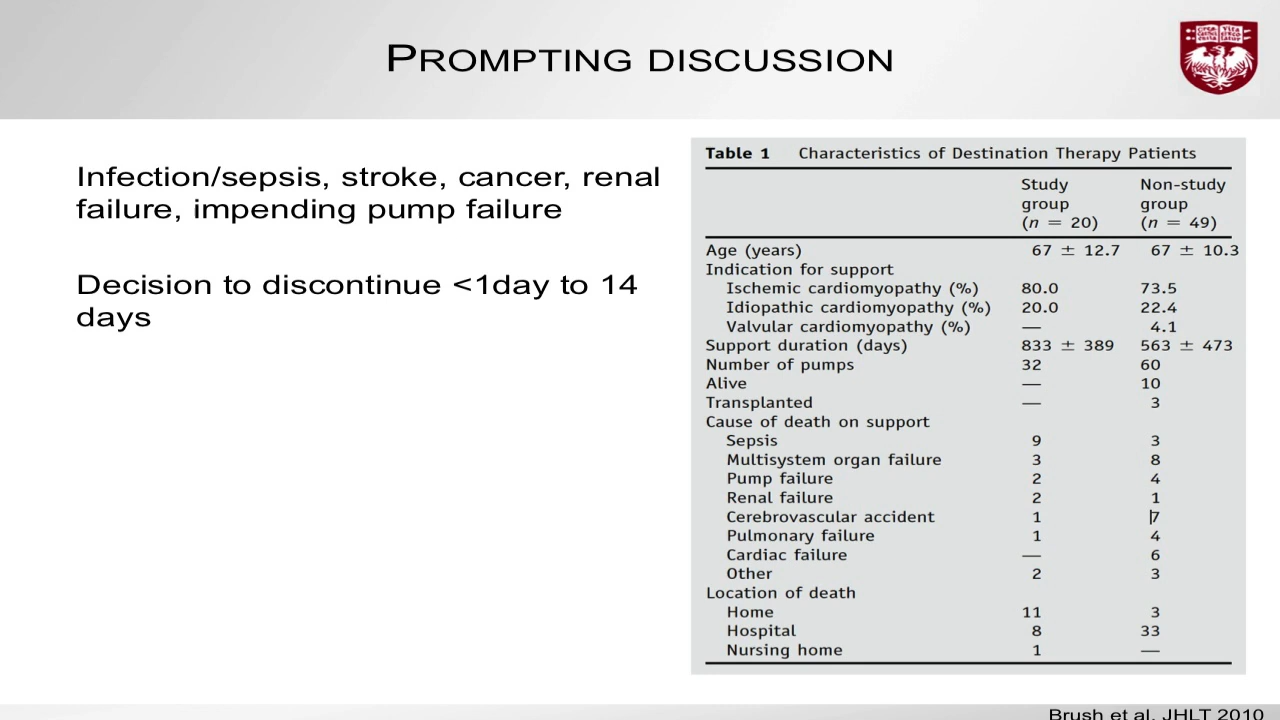 PROMPTING DISCUSSION
Infection/sepsis, stroke, cancer, renal
failure, impending pump failure
Decision to discontinue <1day to 14
days
Table 1 Characteristics of Destination Therapy Patients
Study group (n = 20) Non-study group (n = 49)
Age (years) 67 ± 12.7 67 ± 10.3
Indication for support
Ischemic cardiomyopathy (%) 80.0 73.5
Idiopathic cardiomyopathy (%) 20.0 22.4
Valvular cardiomyopathy (%) — 4.1
Support duration (days) 833 ± 389 563 ± 473
Number of pumps 32 60
Alive — 10
Transplanted — 3
Cause of death on support
Sepsis 9 3
Multisystem organ failure 3 8
Pump failure 2 4
Renal failure 2 1
Cerebrovascular accident 1 7
Pulmonary failure 1 4
Cardiac failure — 6
Other 2 3
Location of death
Home 11 3
Hospital 8 33
Nursing home 1 —
Brush et al. JHLT 2010